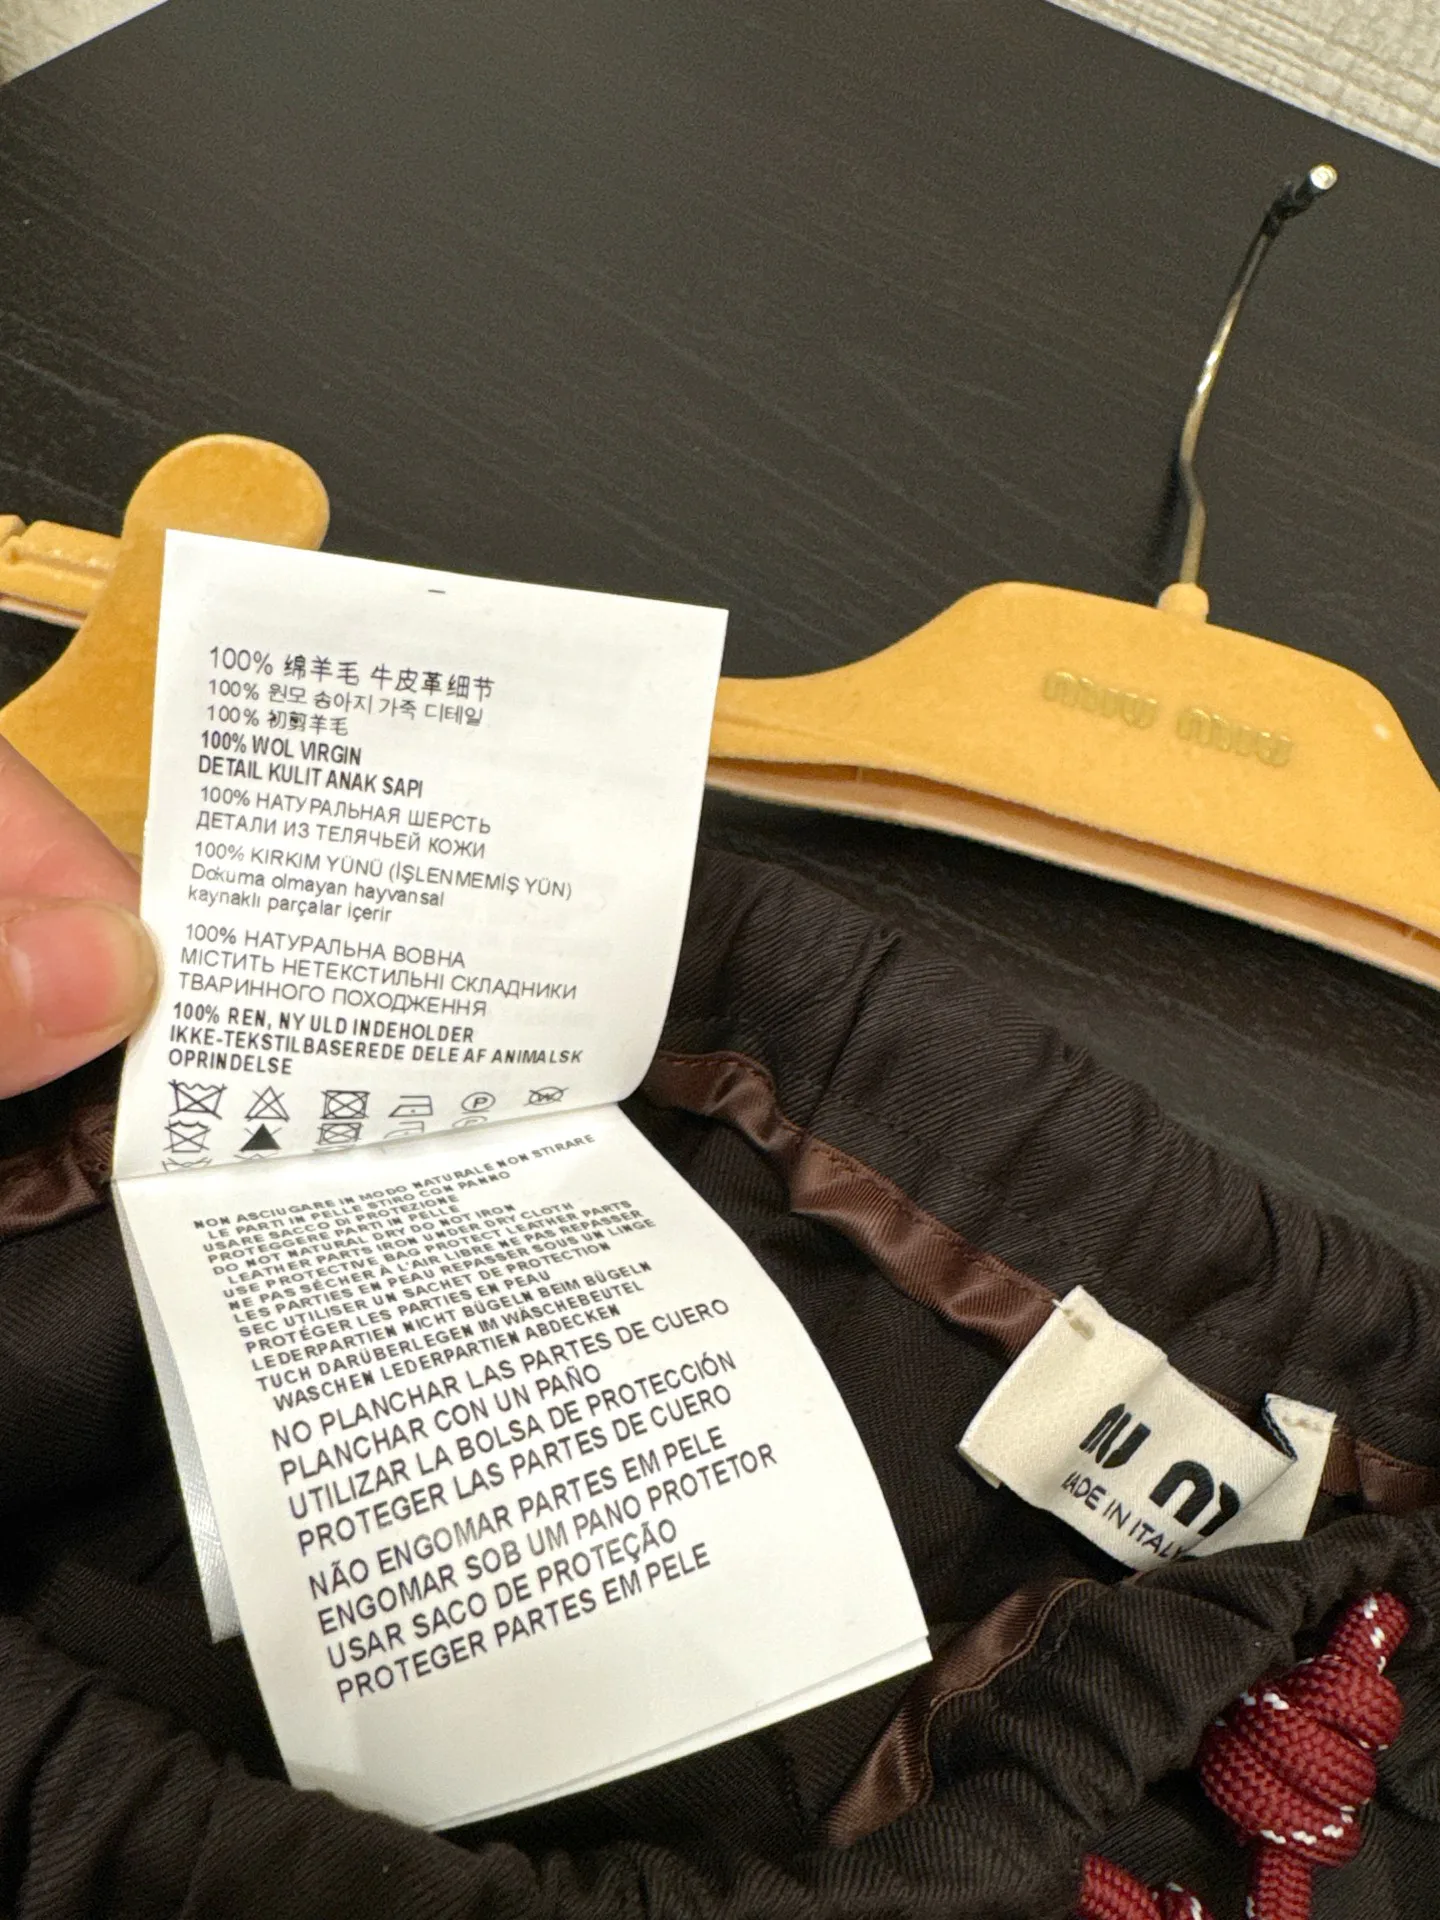 miu miu
100% 绵羊毛 牛皮革细节
100% 원모 송아지 가죽 디테일
100% 初剪羊毛
100% WOL VIRGIN
DETAIL KULIT ANAK SAPI
100% НАТУРАЛЬНАЯ ШЕРСТЬ
ДЕТАЛИ ИЗ ТЕЛЯЧЬЕЙ КОЖИ
100% KIRKIM YÜNÜ (İŞLENMEMİŞ YÜN)
Dokuma olmayan hayvansal
kaynaklı parçalar içerir
100% НАТУРАЛЬНА ВОВНА
МІСТИТЬ НЕТЕКСТИЛЬНІ СКЛАДНИКИ
ТВАРИННОГО ПОХОДЖЕННЯ
100% REN, NY ULD INDEHOLDER
IKKE-TEKSTILBASEREDE DELE AF ANIMALSK
OPRINDELSE
P
W
NON ASCIUGARE IN MODO NATURALE NON STIRARE
LE PARTI IN PELLE STIRO CON PANNO
USARE SACCO DI PROTEZIONE
PROTEGGERE PARTI IN PELLE
DO NOT NATURAL DRY DO NOT IRON
LEATHER PARTS IRON UNDER DRY CLOTH
USE PROTECTIVE BAG PROTECT LEATHER PARTS
NE PAS SÉCHER À L'AIR LIBRE NE PAS REPASSER
LES PARTIES EN PEAU REPASSER SOUS UN LINGE
SEC UTILISER UN SACHET DE PROTECTION
PROTÉGER LES PARTIES EN PEAU
LEDERPARTIEN NICHT BÜGELN BEIM BÜGELN
TUCH DARÜBERLEGEN IM WÄSCHEBEUTEL
WASCHEN LEDERPARTIEN ABDECKEN
NO PLANCHAR LAS PARTES DE CUERO
PLANCHAR CON UN PAÑO
UTILIZAR LA BOLSA DE PROTECCIÓN
PROTEGER LAS PARTES DE CUERO
NÃO ENGOMAR PARTES EM PELE
ENGOMAR SOB UM PANO PROTETOR
USAR SACO DE PROTEÇÃO
PROTEGER PARTES EM PELE
MADE IN ITALY